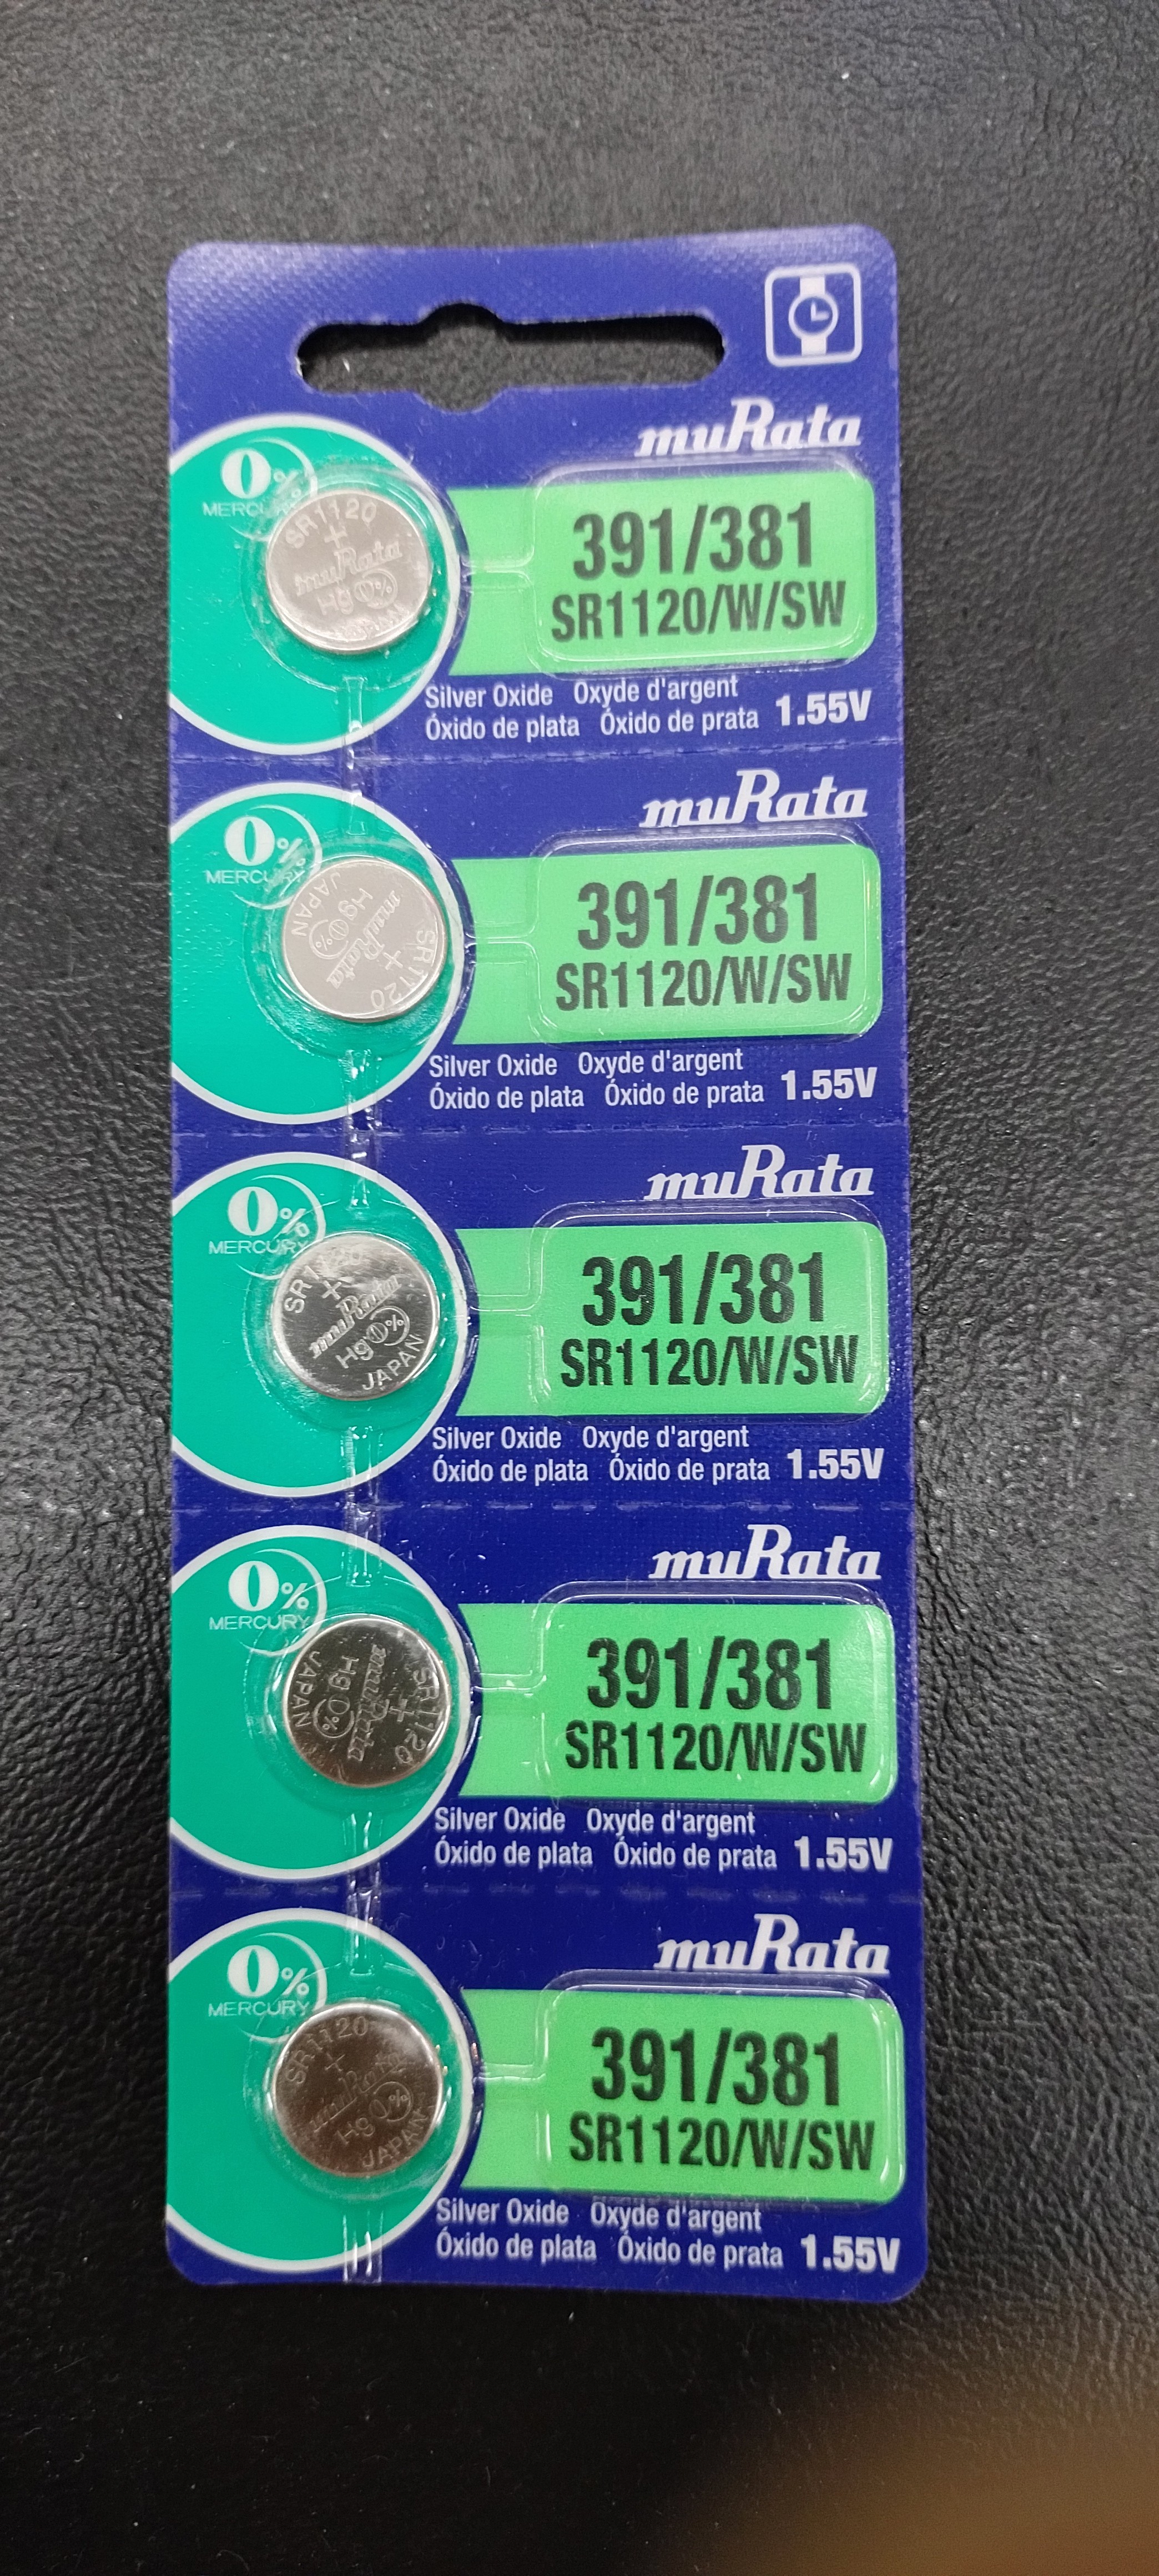 muRata
0%
MERCURY
SR1120
+
muRata
Hg0%
JAPAN
391/381
SR1120/W/SW
Silver Oxide Oxyde d'argent
Óxido de plata Óxido de prata 1.55V
muRata
0%
MERCURY
SR1120
+
muRata
Hg0%
JAPAN
391/381
SR1120/W/SW
Silver Oxide Oxyde d'argent
Óxido de plata Óxido de prata 1.55V
muRata
0%
MERCURY
+
muRata
Hg0%
JAPAN
391/381
SR1120/W/SW
Silver Oxide Oxyde d'argent
Óxido de plata Óxido de prata 1.55V
muRata
0%
MERCURY
SR1120
+
muRata
Hg0%
JAPAN
391/381
SR1120/W/SW
Silver Oxide Oxyde d'argent
Óxido de plata Óxido de prata 1.55V
muRata
0%
MERCURY
SR1120
+
muRata
Hg0%
JAPAN
391/381
SR1120/W/SW
Silver Oxide Oxyde d'argent
Óxido de plata Óxido de prata 1.55V